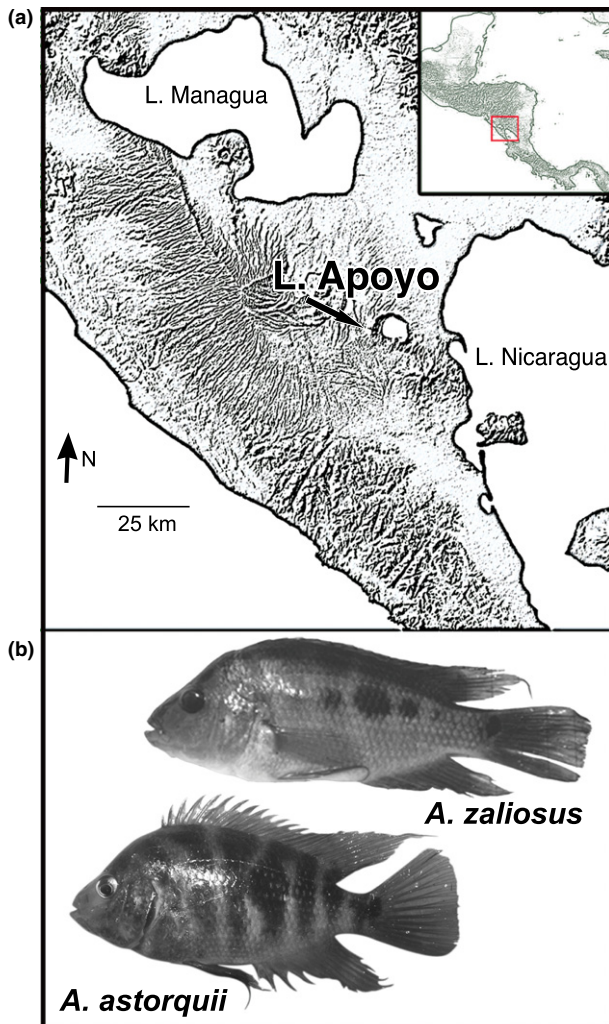 (a)
L. Managua
L. Apoyo
L. Nicaragua
N
25 km
(b)
A. zaliosus
A. astorquii